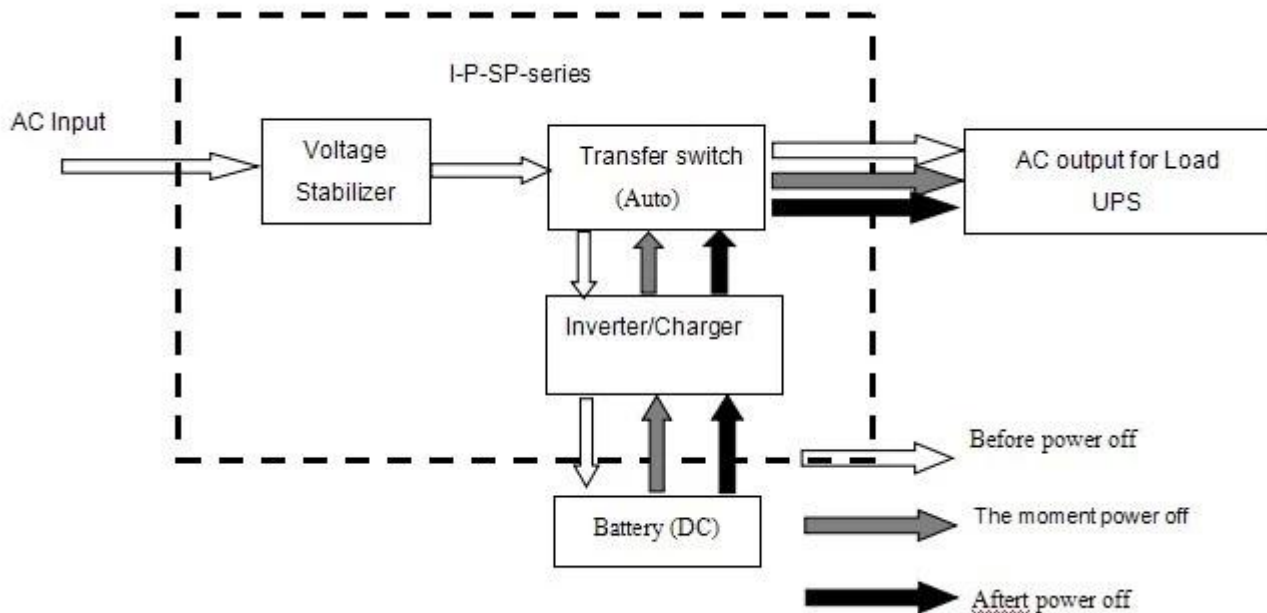 I-P-SP-series
AC Input
Voltage
Stabilizer
Transfer switch
(Auto)
AC output for Load
UPS
Inverter/Charger
Battery (DC)
Before power off
The moment power off
Aftert power off